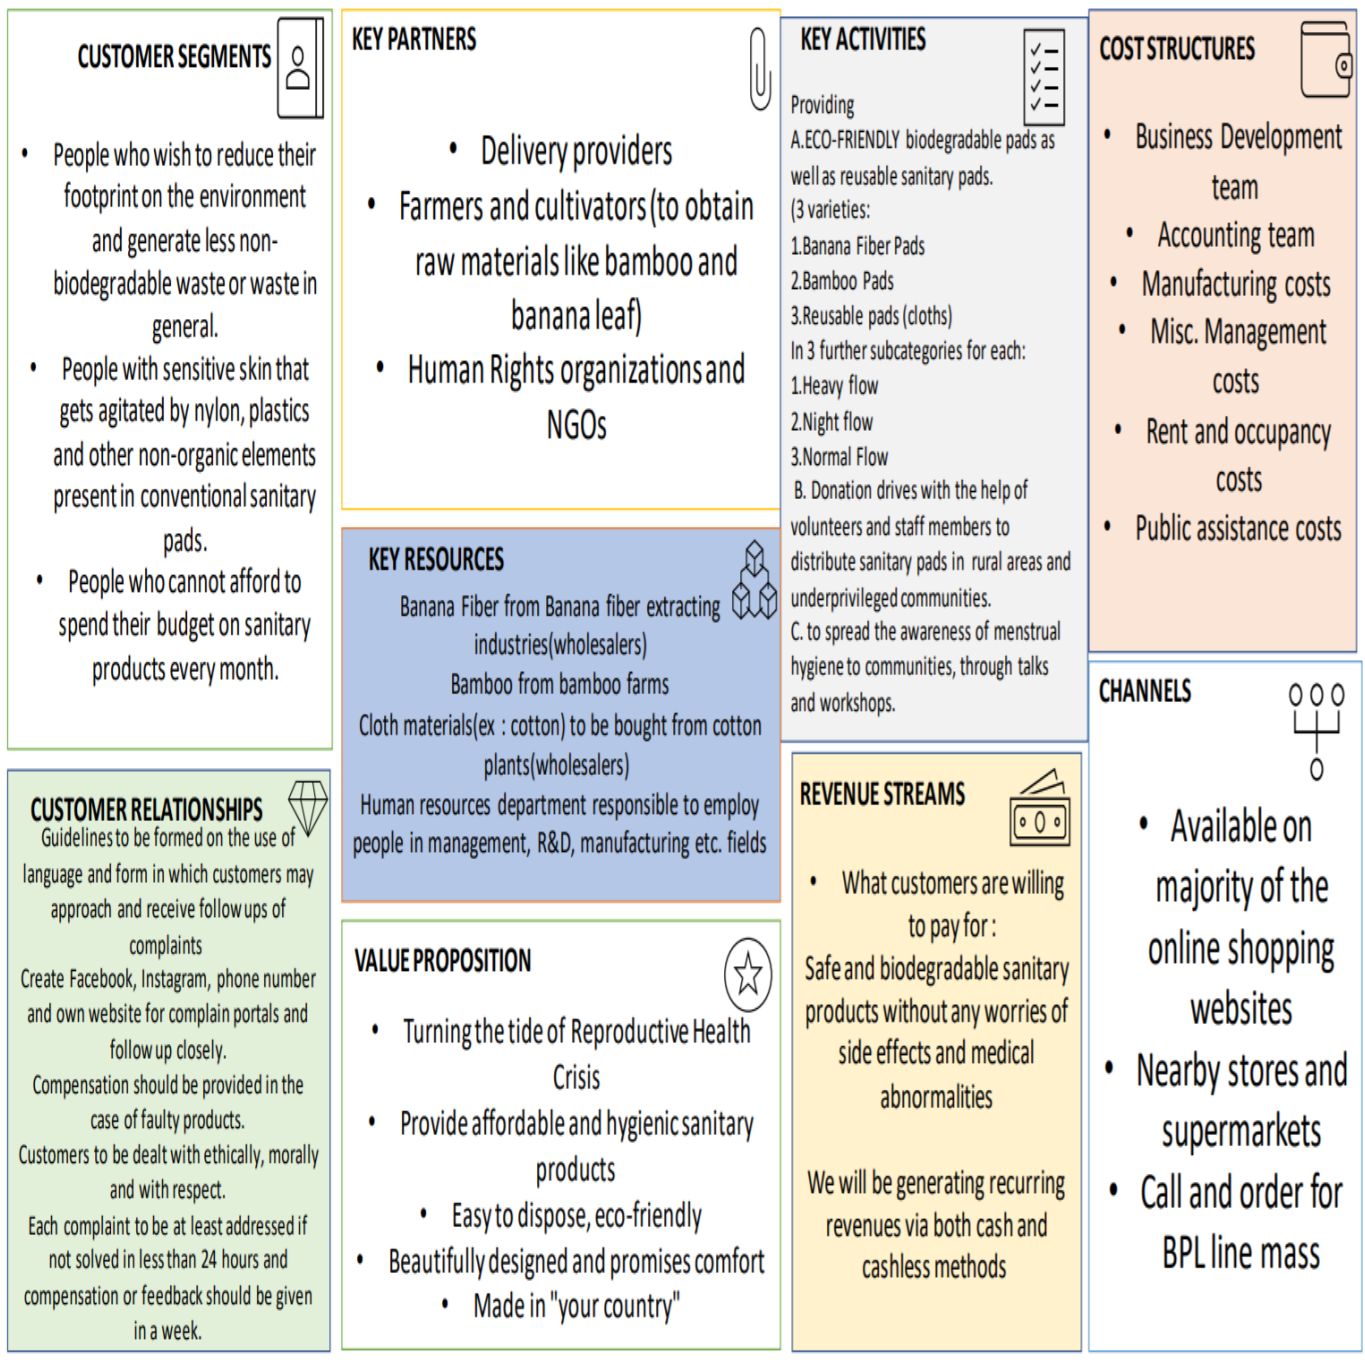 CUSTOMER SEGMENTS
• People who wish to reduce their
footprint on the environment
and generate less non-
biodegradable waste or waste in
general.
• People with sensitive skin that
gets agitated by nylon, plastics
and other non-organic elements
present in conventional sanitary
pads.
• People who cannot afford to
spend their budget on sanitary
products every month.
CUSTOMER RELATIONSHIPS
Guidelines to be formed on the use of
language and form in which customers may
approach and receive follow ups of
complaints
Create Facebook, Instagram, phone number
and own website for complain portals and
follow up closely.
Compensation should be provided in the
case of faulty products.
Customers to be dealt with ethically, morally
and with respect.
Each complaint to be at least addressed if
not solved in less than 24 hours and
compensation or feedback should be given
in a week.
KEY PARTNERS
• Delivery providers
• Farmers and cultivators (to obtain
raw materials like bamboo and
banana leaf)
• Human Rights organizations and
NGOs
KEY RESOURCES
Banana Fiber from Banana fiber extracting
industries(wholesalers)
Bamboo from bamboo farms
Cloth materials(ex : cotton) to be bought from cotton
plants(wholesalers)
Human resources department responsible to employ
people in management, R&D, manufacturing etc. fields
VALUE PROPOSITION
• Turning the tide of Reproductive Health
Crisis
• Provide affordable and hygienic sanitary
products
• Easy to dispose, eco-friendly
• Beautifully designed and promises comfort
• Made in "your country"
KEY ACTIVITIES
Providing
A.ECO-FRIENDLY biodegradable pads as
well as reusable sanitary pads.
(3 varieties:
1.Banana Fiber Pads
2.Bamboo Pads
3.Reusable pads (cloths)
In 3 further subcategories for each:
1.Heavy flow
2.Night flow
3.Normal Flow
B. Donation drives with the help of
volunteers and staff members to
distribute sanitary pads in rural areas and
underprivileged communities.
C. to spread the awareness of menstrual
hygiene to communities, through talks
and workshops.
REVENUE STREAMS
• What customers are willing
to pay for :
Safe and biodegradable sanitary
products without any worries of
side effects and medical
abnormalities
We will be generating recurring
revenues via both cash and
cashless methods
COST STRUCTURES
• Business Development
team
• Accounting team
• Manufacturing costs
• Misc. Management
costs
• Rent and occupancy
costs
• Public assistance costs
CHANNELS
• Available on
majority of the
online shopping
websites
• Nearby stores and
supermarkets
• Call and order for
BPL line mass